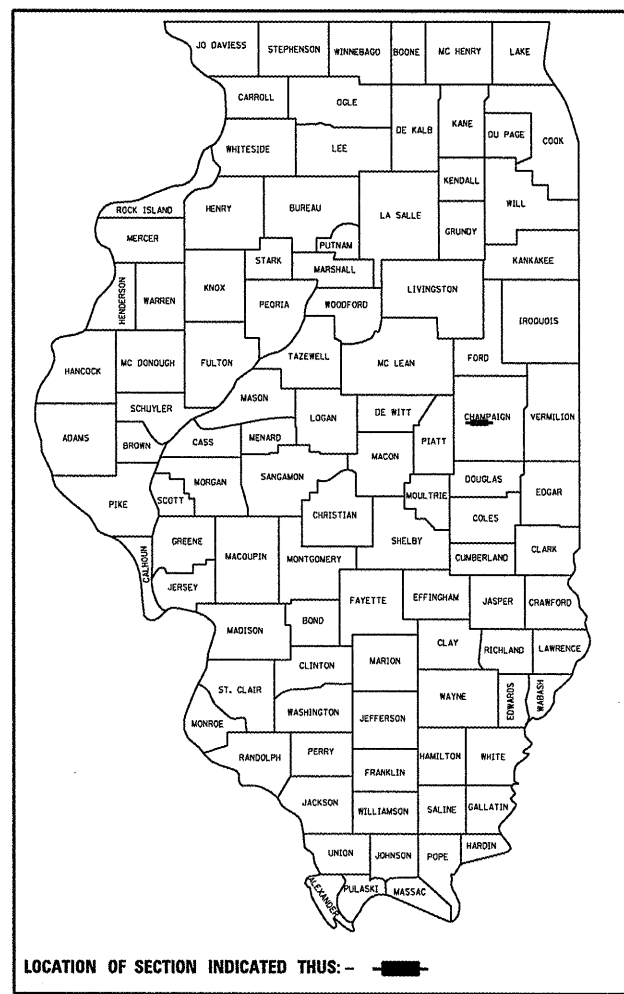 JO DAVIESS STEPHENSON WINNEBAGO BOONE MC HENRY LAKE
CARROLL OGLE DE KALB KANE DU PAGE COOK
WHITESIDE LEE
KENDALL WILL
ROCK ISLAND HENRY BUREAU LA SALLE GRUNDY
MERCER PUTNAM
STARK MARSHALL KANKAKEE
HENDERSON WARREN KNOX PEORIA WOODFORD LIVINGSTON IROQUOIS
HANCOCK MC DONOUGH FULTON TAZEWELL MC LEAN FORD
SCHUYLER MASON LOGAN DE WITT CHAMPAIGN VERMILION
ADAMS BROWN CASS MENARD MACON PIATT
PIKE SCOTT MORGAN SANGAMON MOULTRIE DOUGLAS EDGAR
CHRISTIAN COLES
CALHOUN GREENE MACOUPIN MONTGOMERY SHELBY CUMBERLAND CLARK
JERSEY FAYETTE EFFINGHAM JASPER CRAWFORD
MADISON BOND
CLAY RICHLAND LAWRENCE
CLINTON MARION
ST. CLAIR WAYNE EDWARDS WABASH
MONROE WASHINGTON JEFFERSON
RANDOLPH PERRY HAMILTON WHITE
FRANKLIN
JACKSON WILLIAMSON SALINE GALLATIN
UNION JOHNSON POPE HARDIN
ALEXANDER PULASKI MASSAC
LOCATION OF SECTION INDICATED THUS: -